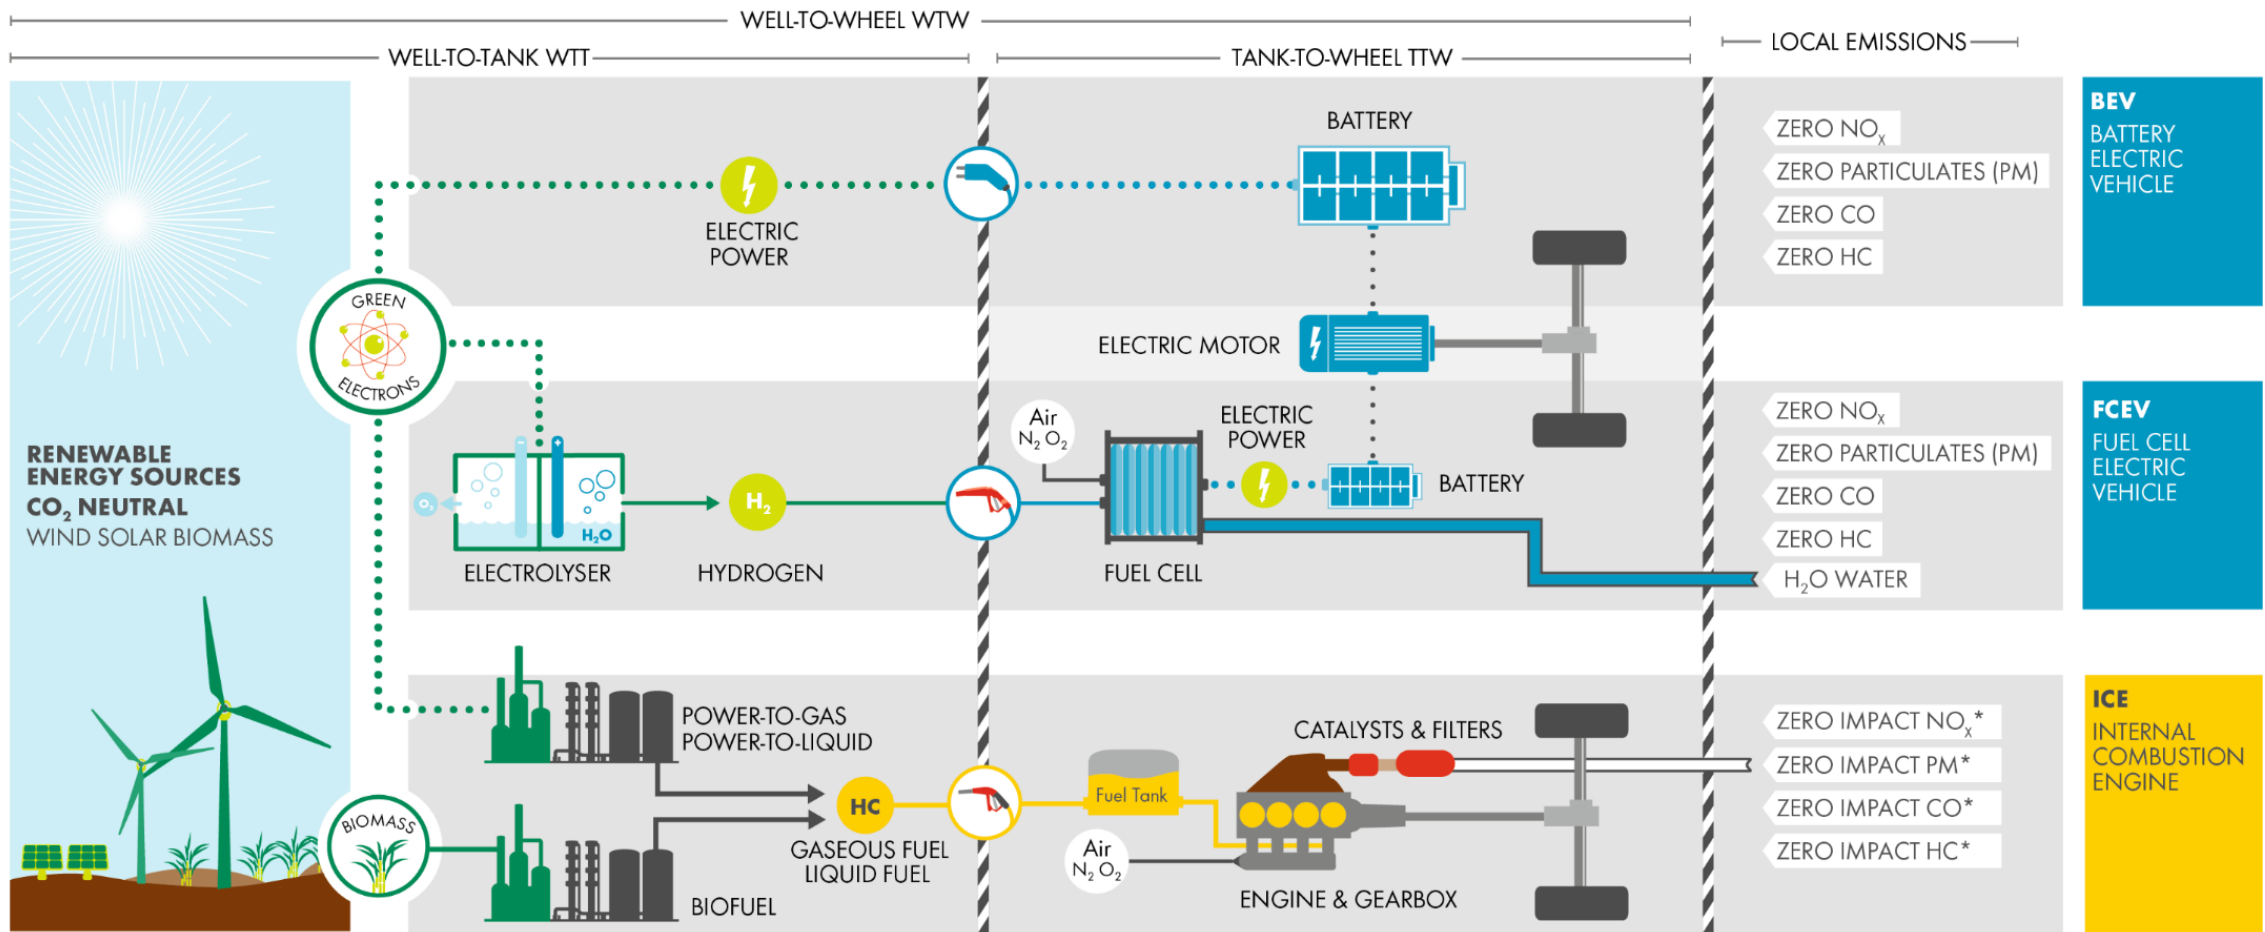 WELL-TO-WHEEL WTW
WELL-TO-TANK WTT
TANK-TO-WHEEL TTW
LOCAL EMISSIONS
GREEN
ELECTRONS
RENEWABLE
ENERGY SOURCES
CO₂ NEUTRAL
WIND SOLAR BIOMASS
ELECTRIC
POWER
BATTERY
ELECTRIC MOTOR
ZERO NOₓ
ZERO PARTICULATES (PM)
ZERO CO
ZERO HC
BEV
BATTERY
ELECTRIC
VEHICLE
-
+
H₂O
ELECTROLYSER
H₂
HYDROGEN
Air
N₂ O₂
FUEL CELL
ELECTRIC
POWER
BATTERY
ZERO NOₓ
ZERO PARTICULATES (PM)
ZERO CO
ZERO HC
H₂O WATER
FCEV
FUEL CELL
ELECTRIC
VEHICLE
POWER-TO-GAS
POWER-TO-LIQUID
BIOMASS
BIOFUEL
HC
GASEOUS FUEL
LIQUID FUEL
Fuel Tank
Air
N₂ O₂
CATALYSTS & FILTERS
ENGINE & GEARBOX
ZERO IMPACT NOₓ*
ZERO IMPACT PM*
ZERO IMPACT CO*
ZERO IMPACT HC*
ICE
INTERNAL
COMBUSTION
ENGINE